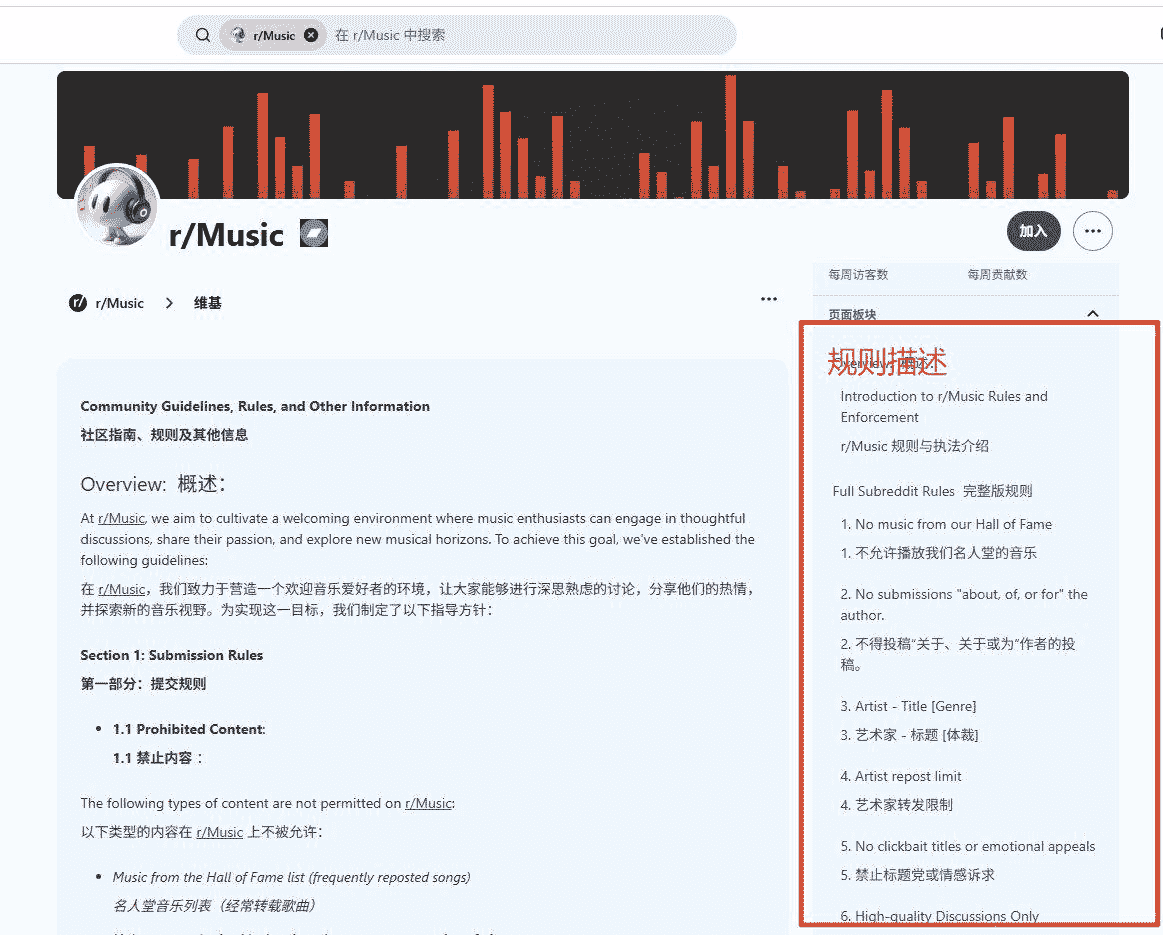 r/Music
在 r/Music 中搜索
r/Music
加入
r/Music
维基
Community Guidelines, Rules, and Other Information
社区指南、规则及其他信息
Overview: 概述：
At r/Music, we aim to cultivate a welcoming environment where music enthusiasts can engage in thoughtful
discussions, share their passion, and explore new musical horizons. To achieve this goal, we've established the
following guidelines:
在 r/Music，我们致力于营造一个欢迎音乐爱好者的环境，让大家能够进行深思熟虑的讨论，分享他们的热情，
并探索新的音乐视野。为实现这一目标，我们制定了以下指导方针：
Section 1: Submission Rules
第一部分：提交规则
• 1.1 Prohibited Content:
1.1 禁止内容 ：
The following types of content are not permitted on r/Music:
以下类型的内容在 r/Music 上不被允许：
• Music from the Hall of Fame list (frequently reposted songs)
名人堂音乐列表（经常转载歌曲）
每周访客数
每周贡献数
页面板块
规则描述
Overview: 概述：
Introduction to r/Music Rules and
Enforcement
r/Music 规则与执法介绍
Full Subreddit Rules 完整版规则
1. No music from our Hall of Fame
1. 不允许播放我们名人堂的音乐
2. No submissions "about, of, or for" the
author.
2. 不得投稿“关于、关于或为”作者的投
稿。
3. Artist - Title [Genre]
3. 艺术家 - 标题 [体裁]
4. Artist repost limit
4. 艺术家转发限制
5. No clickbait titles or emotional appeals
5. 禁止标题党或情感诉求
6. High-quality Discussions Only